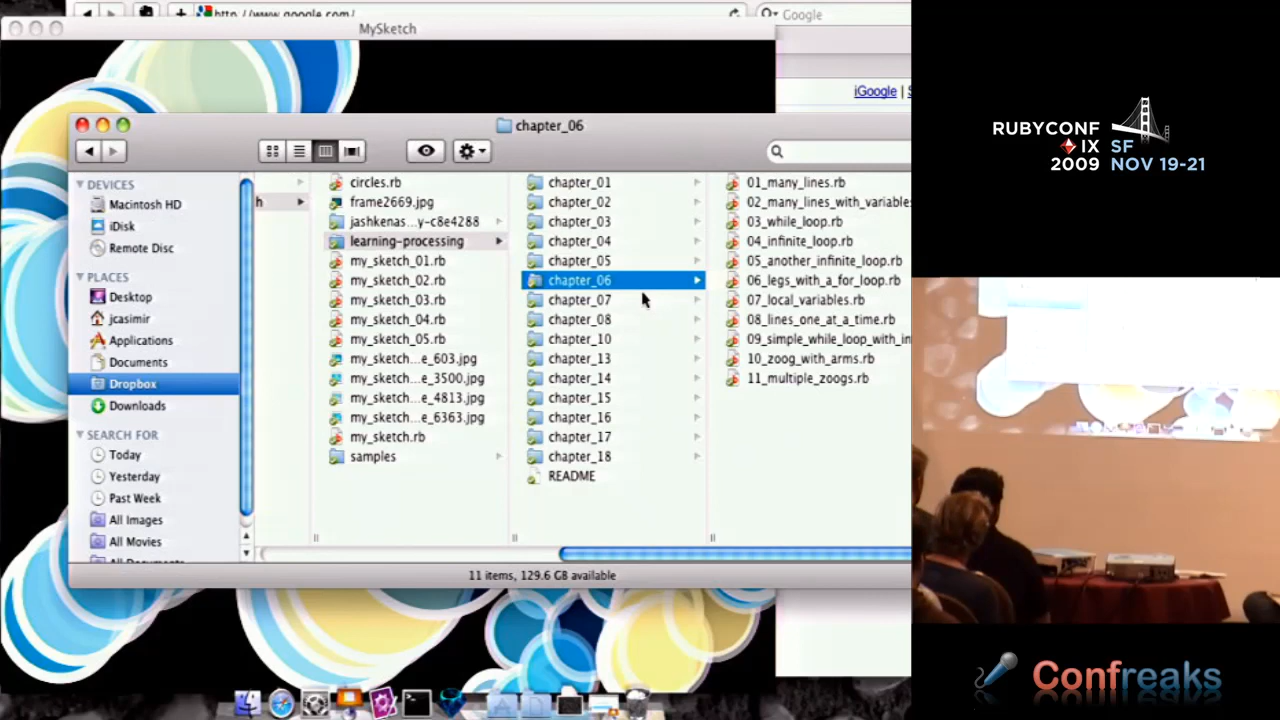 http://www.google.com/
Google
MySketch
iGoogle |
chapter_06
DEVICES
Macintosh HD
iDisk
Remote Disc
PLACES
Desktop
jcasimir
Applications
Documents
Dropbox
Downloads
SEARCH FOR
Today
Yesterday
Past Week
All Images
All Movies
All Documents
h
circles.rb
frame2669.jpg
jashkenas...y-c8e4288
learning-processing
my_sketch_01.rb
my_sketch_02.rb
my_sketch_03.rb
my_sketch_04.rb
my_sketch_05.rb
my_sketch...e_603.jpg
my_sketch...e_3500.jpg
my_sketch...e_4813.jpg
my_sketch...e_6363.jpg
my_sketch.rb
samples
chapter_01
chapter_02
chapter_03
chapter_04
chapter_05
chapter_06
chapter_07
chapter_08
chapter_10
chapter_13
chapter_14
chapter_15
chapter_16
chapter_17
chapter_18
README
01_many_lines.rb
02_many_lines_with_variables
03_while_loop.rb
04_infinite_loop.rb
05_another_infinite_loop.rb
06_legs_with_a_for_loop.rb
07_local_variables.rb
08_lines_one_at_a_time.rb
09_simple_while_loop_with_in
10_zoog_with_arms.rb
11_multiple_zoogs.rb
11 items, 129.6 GB available
RUBYCONF
IX SF
2009 NOV 19-21
Confreaks